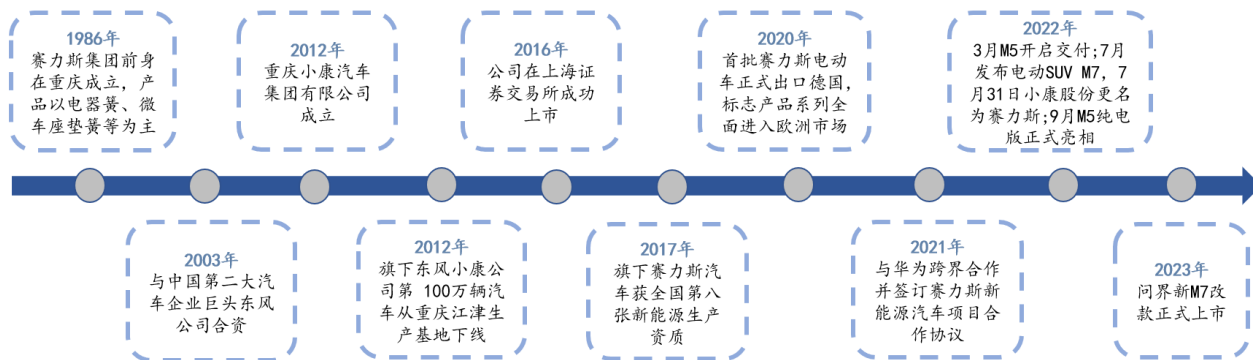 1986年
赛力斯集团前身
在重庆成立，产
品以电器簧、微
车座垫簧等为主
2003年
与中国第二大汽
车企业巨头东风
公司合资
2012年
重庆小康汽车
集团有限公司
成立
2012年
旗下东风小康公
司第 100万辆汽
车从重庆江津生
产基地下线
2016年
公司在上海证
券交易所成功
上市
2017年
旗下赛力斯汽
车获全国第八
张新能源生产
资质
2020年
首批赛力斯电动
车正式出口德国，
标志产品系列全
面进入欧洲市场
2021年
与华为跨界合作
并签订赛力斯新
能源汽车项目合
作协议
2022年
3月M5开启交付;7月
发布电动SUV M7, 7
月31日小康股份更名
为赛力斯;9月M5纯电
版正式亮相
2023年
问界新M7改
款正式上市